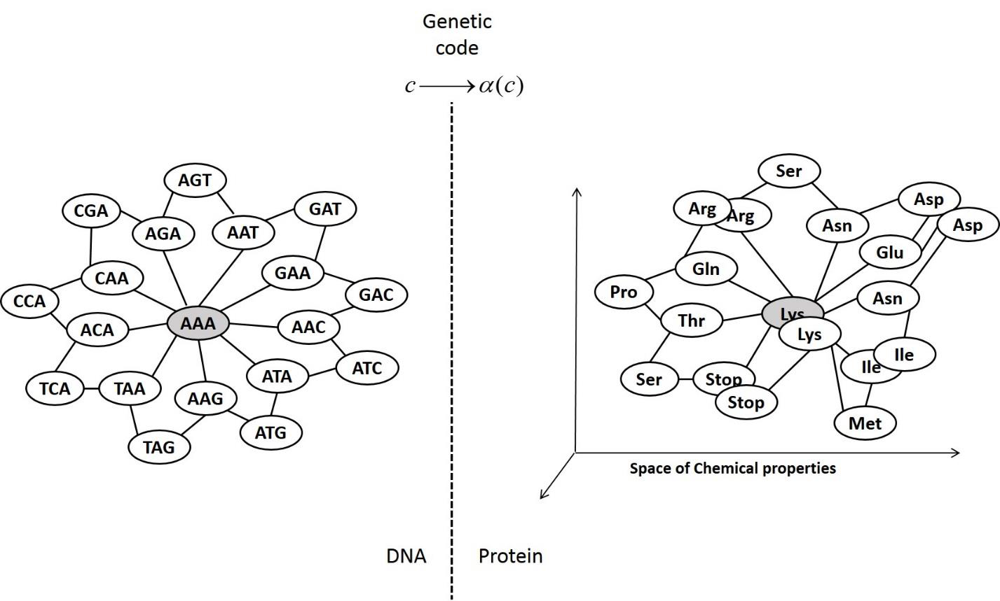 Genetic
code
c → α(c)
AGT
CGA
GAT
AGA
AAT
CAA
GAA
CCA
GAC
ACA
AAA
AAC
TCA
TAA
AAG
ATA
ATC
TAG
ATG
Ser
Arg
Arg
Asn
Asp
Asp
Glu
Gln
Pro
Asn
Thr
Lys
Lys
Ser
Stop
Stop
Ile
Ile
Met
Space of Chemical properties
DNA
Protein